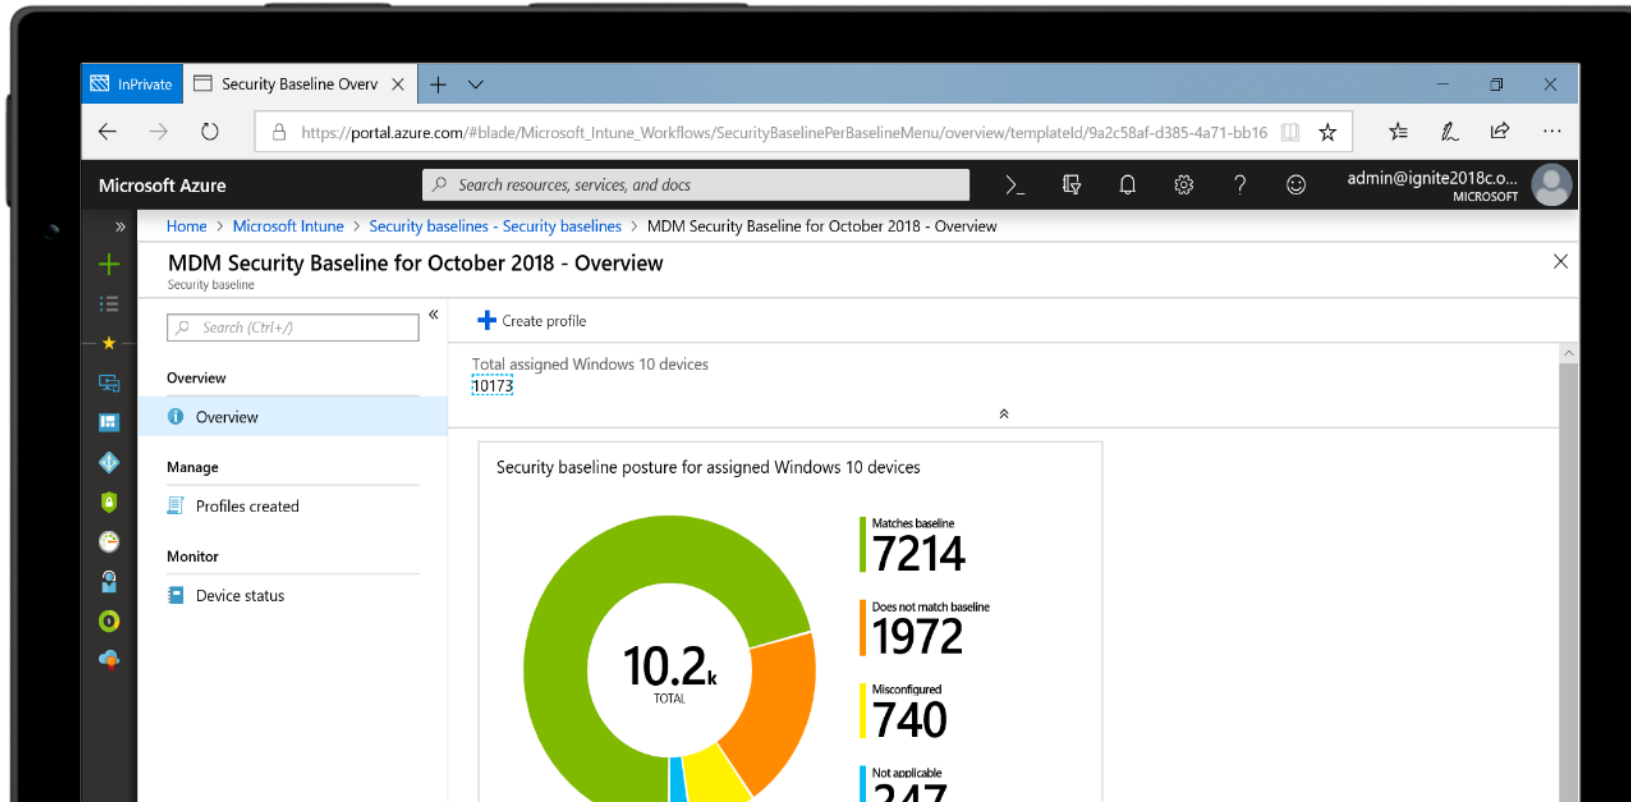 InPrivate
Security Baseline Overv
https://portal.azure.com/#blade/Microsoft_Intune_Workflows/SecurityBaselinePerBaselineMenu/overview/templateId/9a2c58af-d385-4a71-bb16
Microsoft Azure
Search resources, services, and docs
admin@ignite2018c.o...
MICROSOFT
Home > Microsoft Intune > Security baselines - Security baselines > MDM Security Baseline for October 2018 - Overview
MDM Security Baseline for October 2018 - Overview
Security baseline
Search (Ctrl+/)
Overview
Overview
Manage
Profiles created
Monitor
Device status
Create profile
Total assigned Windows 10 devices
10173
Security baseline posture for assigned Windows 10 devices
10.2k
TOTAL
Matches baseline
7214
Does not match baseline
1972
Misconfigured
740
Not applicable
247